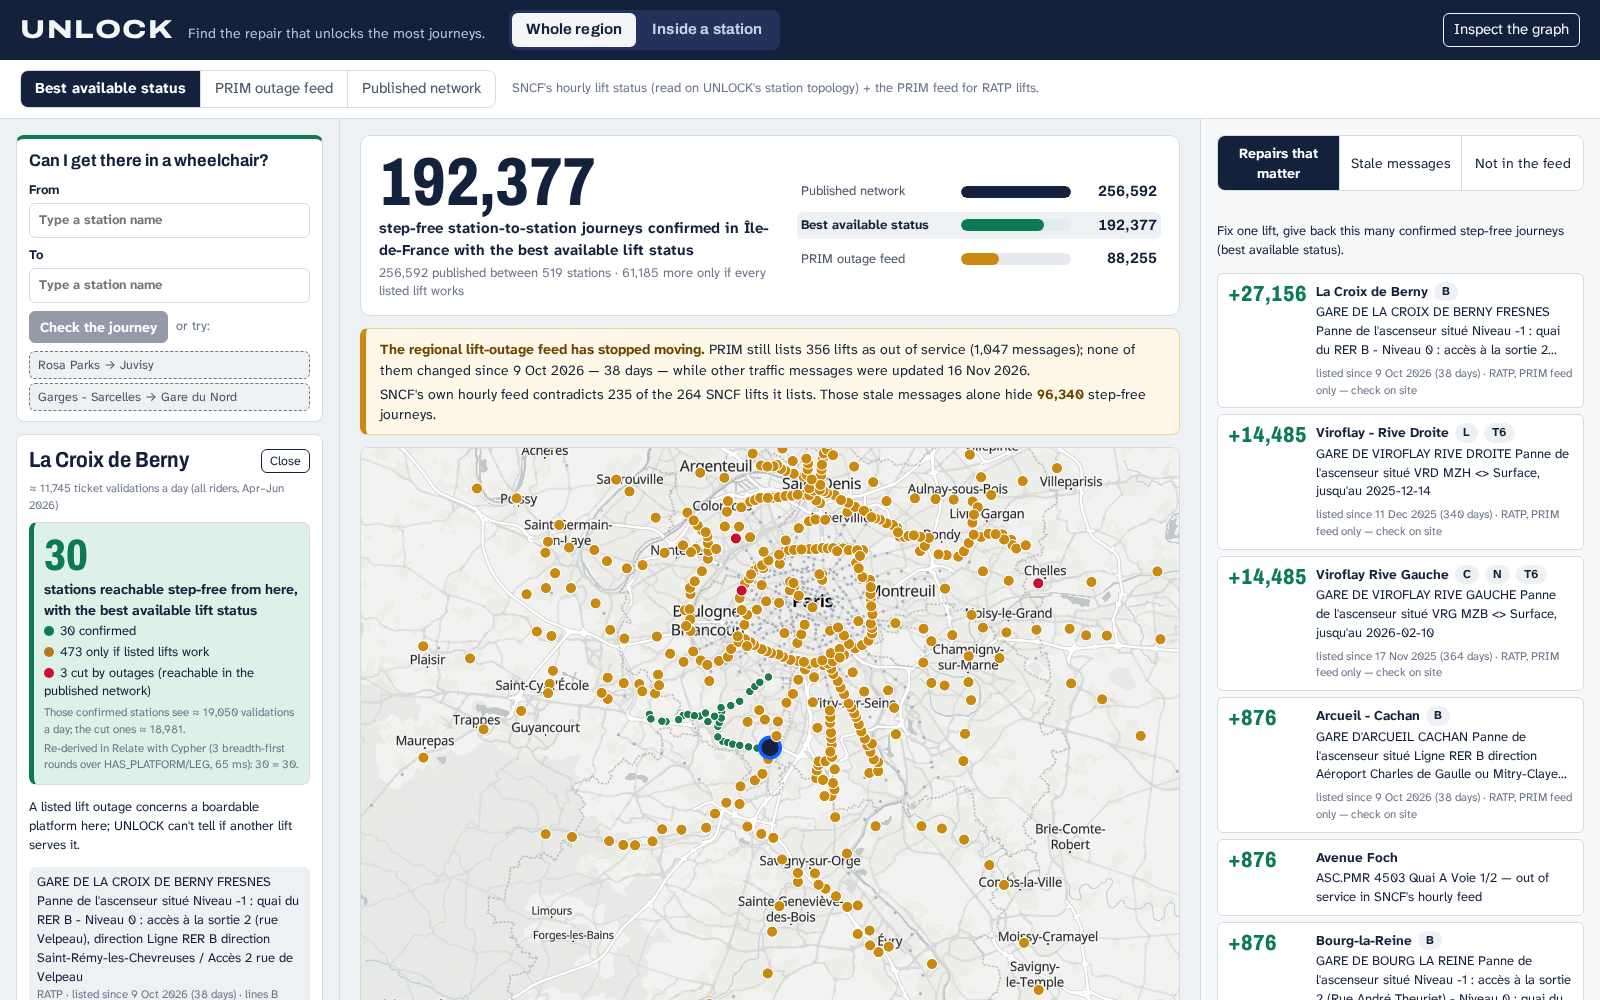 UNLOCK
Find the repair that unlocks the most journeys.
Whole region
Inside a station
Inspect the graph
Best available status
PRIM outage feed
Published network
SNCF's hourly lift status (read on UNLOCK's station topology) + the PRIM feed for RATP lifts.
Can I get there in a wheelchair?
From
Type a station name
To
Type a station name
Check the journey
or try:
Rosa Parks → Juvisy
Garges - Sarcelles → Gare du Nord
La Croix de Berny
Close
≈ 11,745 ticket validations a day (all riders, Apr–Jun
2026)
30
stations reachable step-free from here,
with the best available lift status
30 confirmed
473 only if listed lifts work
3 cut by outages (reachable in the
published network)
Those confirmed stations see ≈ 19,050 validations
a day; the cut ones ≈ 18,981.
Re-derived in Relate with Cypher (3 breadth-first
rounds over HAS_PLATFORM/LEG, 65 ms): 30 = 30.
A listed lift outage concerns a boardable
platform here; UNLOCK can't tell if another lift
serves it.
GARE DE LA CROIX DE BERNY FRESNES
Panne de l'ascenseur situé Niveau -1 : quai du
RER B - Niveau 0 : accès à la sortie 2 (rue
Velpeau), direction Ligne RER B direction
Saint-Rémy-les-Chevreuses / Accès 2 rue de
Velpeau
RATP · listed since 9 Oct 2026 (38 days) · lines B
192,377
step-free station-to-station journeys confirmed in Île-
de-France with the best available lift status
256,592 published between 519 stations · 61,185 more only if every
listed lift works
Published network
256,592
Best available status
192,377
PRIM outage feed
88,255
The regional lift-outage feed has stopped moving. PRIM still lists 356 lifts as out of service (1,047 messages); none of
them changed since 9 Oct 2026 — 38 days — while other traffic messages were updated 16 Nov 2026.
SNCF's own hourly feed contradicts 235 of the 264 SNCF lifts it lists. Those stale messages alone hide 96,340 step-free
journeys.
Achères
Argenteuil
Sartrouville
Saint-Denis
Aulnay-sous-Bois
Villeparisis
Poissy
Livry-Gargan
Saint-Germain-
en-Laye
Bondy
Chelles
Montreuil
Paris
Noisy-le-Grand
Boulogne-
Billancourt
Champigny-
sur-Marne
Plaisir
Saint-Cyr-l'École
Vitry-sur-Seine
Trappes
Guyancourt
Maurepas
Brie-Comte-
Robert
Savigny-sur-Orge
Combs-la-Ville
Sainte-Geneviève-
des-Bois
Limours
Forges-les-Bains
Évry
Moissy-Cramayel
Savigny-
le-Temple
Repairs that
matter
Stale messages
Not in the feed
Fix one lift, give back this many confirmed step-free journeys
(best available status).
+27,156
La Croix de Berny B
GARE DE LA CROIX DE BERNY FRESNES
Panne de l'ascenseur situé Niveau -1 : quai
du RER B - Niveau 0 : accès à la sortie 2...
listed since 9 Oct 2026 (38 days) · RATP, PRIM feed
only — check on site
+14,485
Viroflay - Rive Droite L T6
GARE DE VIROFLAY RIVE DROITE Panne de
l'ascenseur situé VRD MZH <> Surface,
jusqu'au 2025-12-14
listed since 11 Dec 2025 (340 days) · RATP, PRIM
feed only — check on site
+14,485
Viroflay Rive Gauche C N T6
GARE DE VIROFLAY RIVE GAUCHE Panne
de l'ascenseur situé VRG MZB <> Surface,
jusqu'au 2026-02-10
listed since 17 Nov 2025 (364 days) · RATP, PRIM
feed only — check on site
+876
Arcueil - Cachan B
GARE D'ARCUEIL CACHAN Panne de
l'ascenseur situé Ligne RER B direction
Aéroport Charles de Gaulle ou Mitry-Claye...
listed since 9 Oct 2026 (38 days) · RATP, PRIM feed
only — check on site
+876
Avenue Foch
ASC.PMR 4503 Quai A Voie 1/2 — out of
service in SNCF's hourly feed
+876
Bourg-la-Reine B
GARE DE BOURG LA REINE Panne de
l'ascenseur situé Niveau -1 : accès à la sortie
2 (Rue André Theuriet) - Niveau 0 : quai du